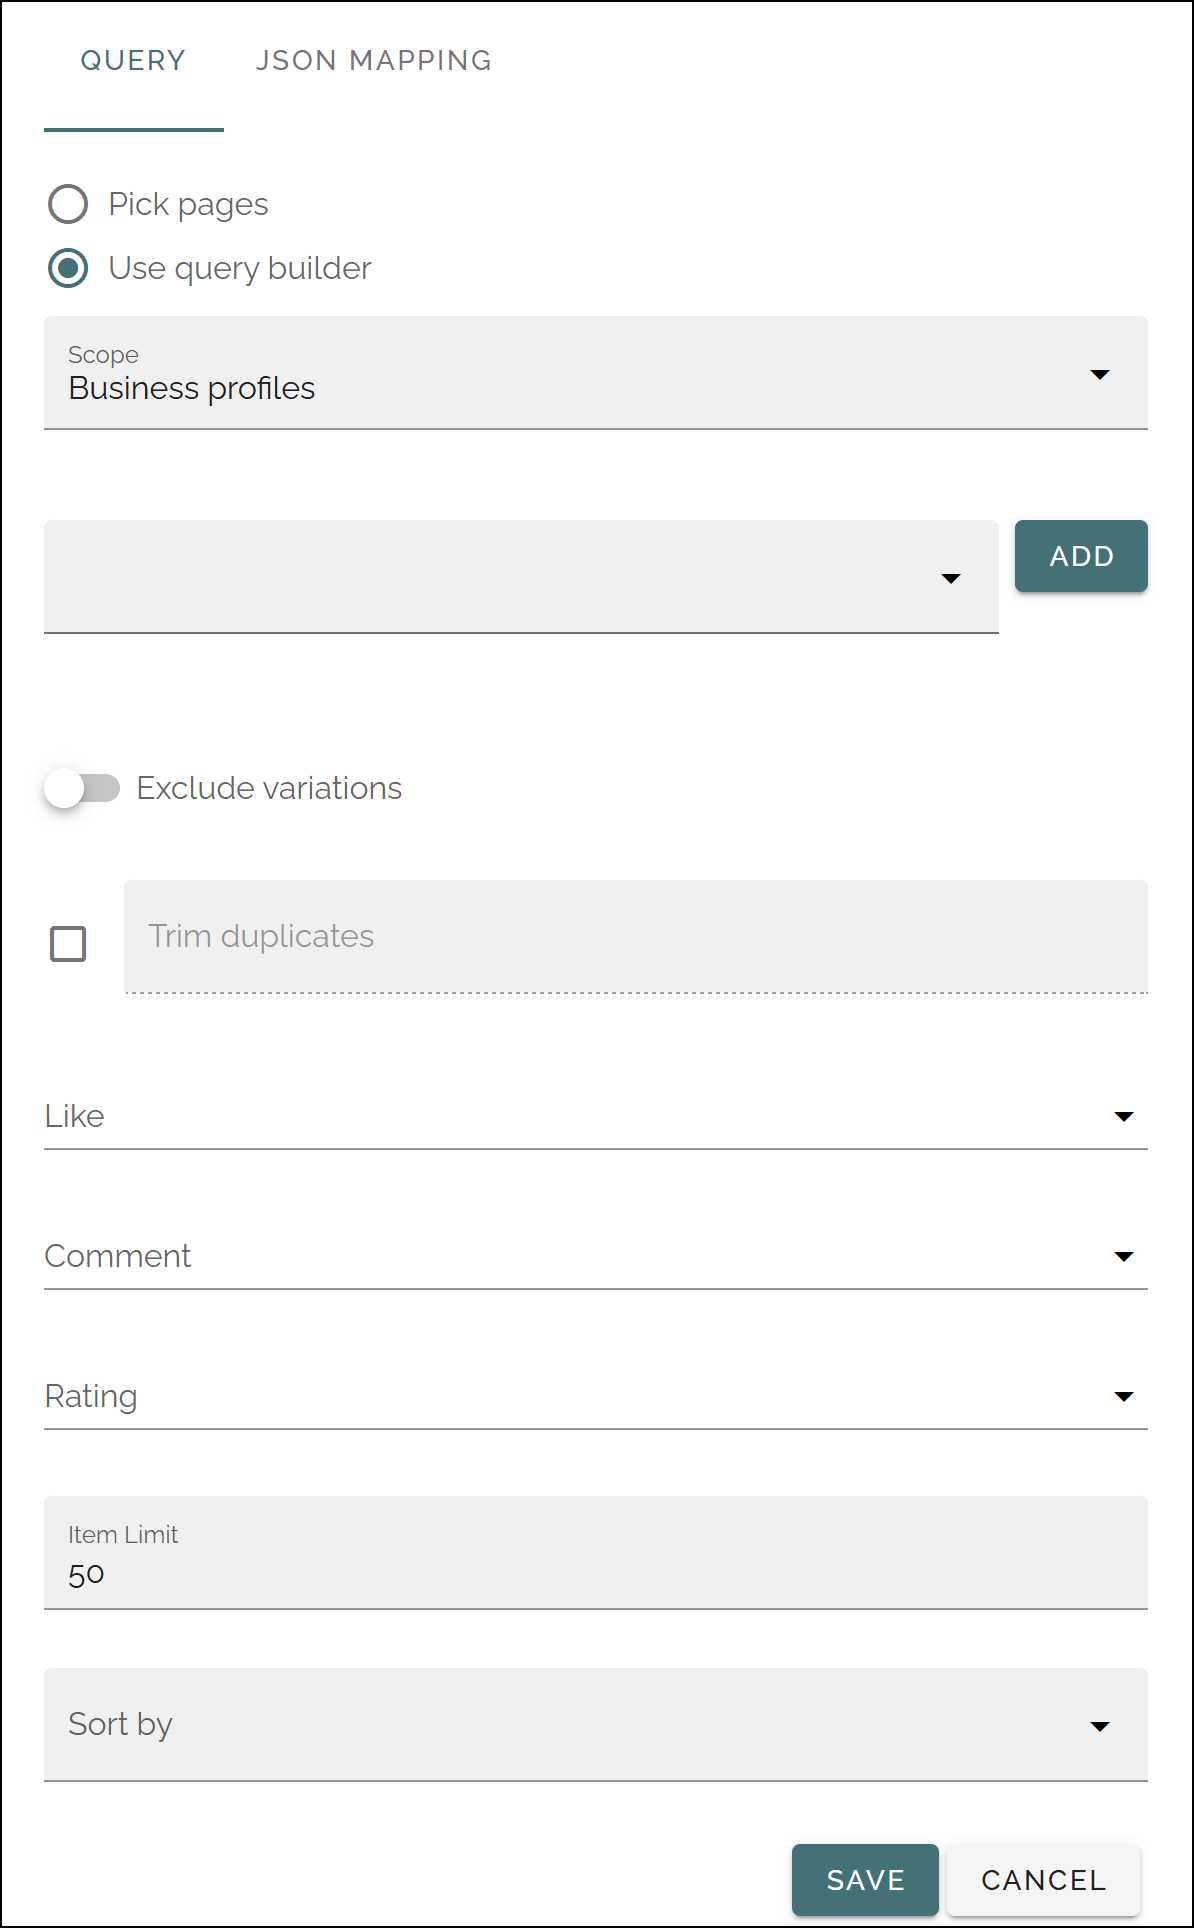 QUERY JSON MAPPING
Pick pages
Use query builder
Scope
Business profiles
ADD
Exclude variations
Trim duplicates
Like
Comment
Rating
Item Limit
50
Sort by
SAVE CANCEL